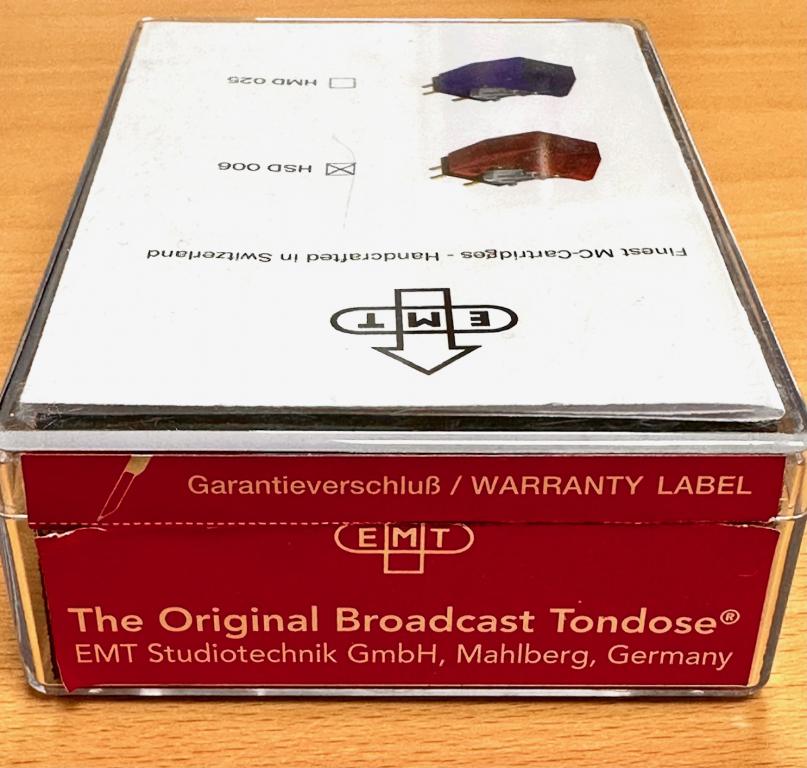 HMD 025
HSD 006
Finest MC-Cartridges - Handcrafted in Switzerland
EMT
Garantieverschluß / WARRANTY LABEL
EMT
The Original Broadcast Tondose®
EMT Studiotechnik GmbH, Mahlberg, Germany